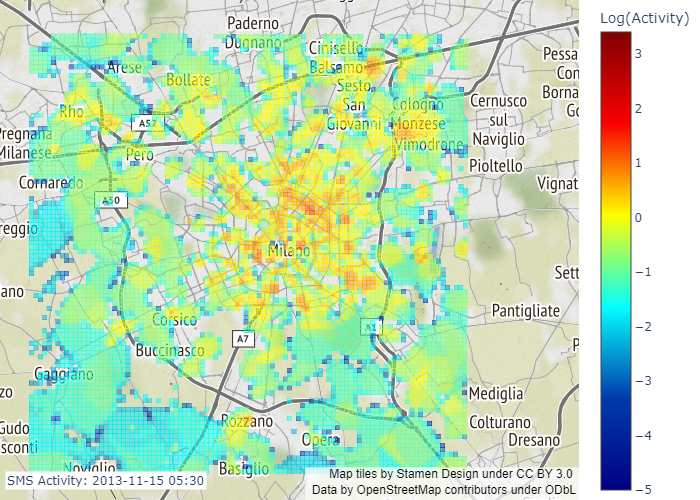 Log(Activity)
Paderno
Dugnano
Cinisello
Balsamo
Arese
Bollate
Sesto
San
Giovanni
Cologno
Monzese
Vimodrone
Pessa
Con
Borna
Go
Cernusco
sul
Naviglio
Rho
A52
Pregnana
Milanese
Pero
Pioltello
Cornaredo
Vignat
A50
reggio
Milano
Sett
ano
Pantigliate
Corsico
A1
A7
P
Buccinasco
Gaggiano
zo
Mediglia
Gudo
sconti
Rozzano
Colturano
Dresano
Opera
Noviglio
Basiglio
SMS Activity: 2013-11-15 05:30
Map tiles by Stamen Design under CC BY 3.0
Data by OpenStreetMap contributors under ODbL
3
2
1
0
−1
−2
−3
−4
−5